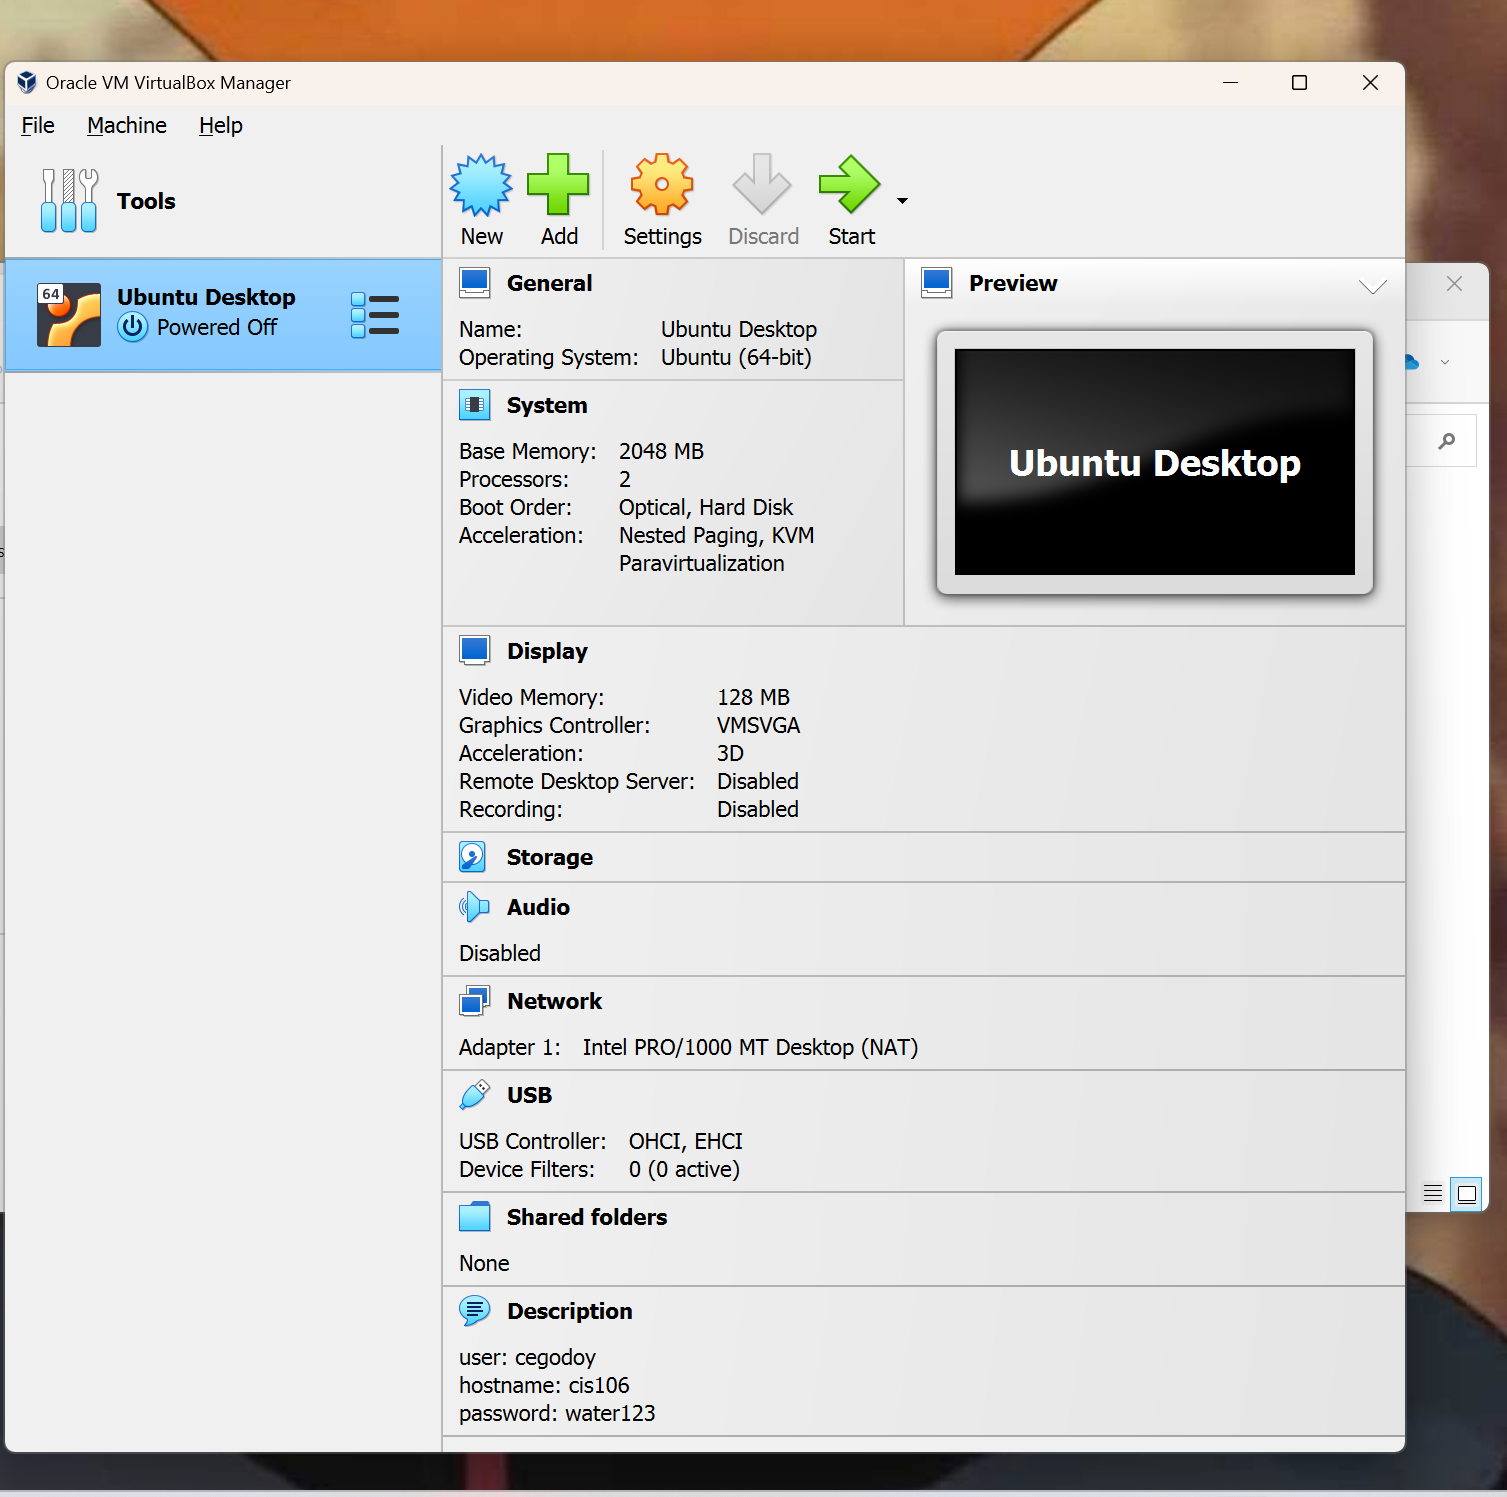 Oracle VM VirtualBox Manager
File Machine Help
Tools
New Add Settings Discard Start
64
Ubuntu Desktop
Powered Off
General
Name: Ubuntu Desktop
Operating System: Ubuntu (64-bit)
Preview
Ubuntu Desktop
System
Base Memory: 2048 MB
Processors: 2
Boot Order: Optical, Hard Disk
Acceleration: Nested Paging, KVM
Paravirtualization
Display
Video Memory: 128 MB
Graphics Controller: VMSVGA
Acceleration: 3D
Remote Desktop Server: Disabled
Recording: Disabled
Storage
Audio
Disabled
Network
Adapter 1: Intel PRO/1000 MT Desktop (NAT)
USB
USB Controller: OHCI, EHCI
Device Filters: 0 (0 active)
Shared folders
None
Description
user: cegodoy
hostname: cis106
password: water123